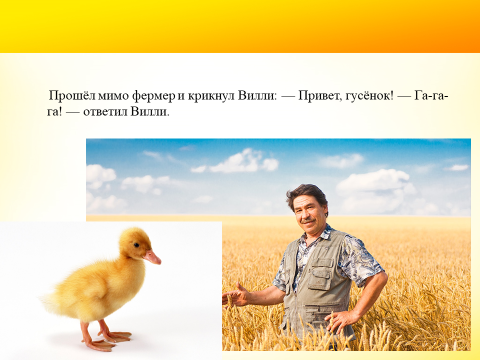 Прошёл мимо фермер и крикнул Вилли: — Привет, гусёнок! — Га-га-
га! — ответил Вилли.